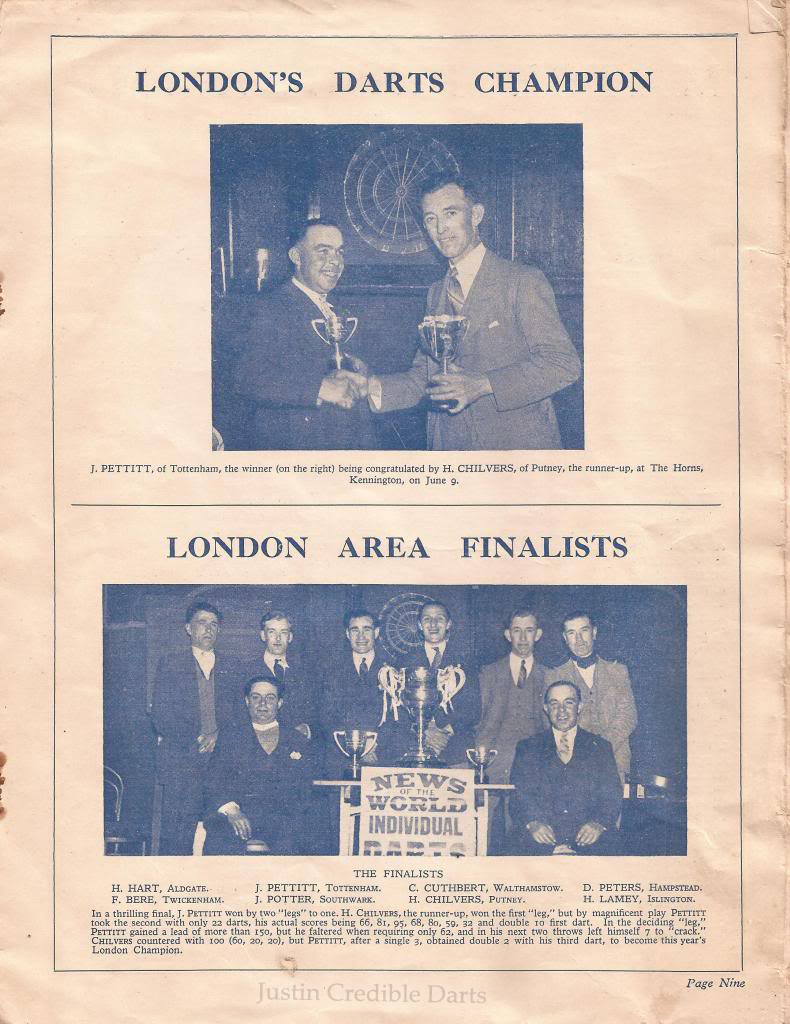 LONDON'S DARTS CHAMPION
J. PETTITT, of Tottenham, the winner (on the right) being congratulated by H. CHILVERS, of Putney, the runner-up, at The Horns,
Kennington, on June 9.
LONDON AREA FINALISTS
NEWS
OF THE
WORLD
INDIVIDUAL
DARTS
THE FINALISTS
H. HART, ALDGATE. J. PETTITT, TOTTENHAM. C. CUTHBERT, WALTHAMSTOW. D. PETERS, HAMPSTEAD.
F. BERE, TWICKENHAM. J. POTTER, SOUTHWARK. H. CHILVERS, PUTNEY. H. LAMEY, ISLINGTON.
In a thrilling final, J. PETTITT won by two "legs" to one. H. CHILVERS, the runner-up, won the first "leg," but by magnificent play PETTITT
took the second with only 22 darts, his actual scores being 66, 81, 95, 68, 80, 59, 32 and double 10 first dart. In the deciding "leg,"
PETTITT gained a lead of more than 150, but he faltered when requiring only 62, and in his next two throws left himself 7 to "crack."
CHILVERS countered with 100 (60, 20, 20), but PETTITT, after a single 3, obtained double 2 with his third dart, to become this year's
London Champion.
Page Nine
Justin Credible Darts